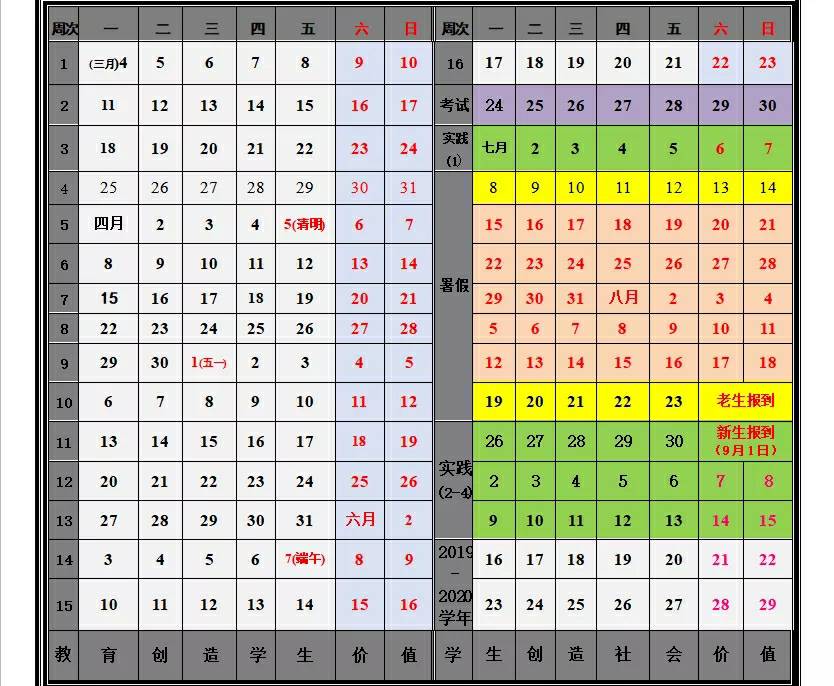 周次 一 二 三 四 五 六 日 周次 一 二 三 四 五 六 日
1 (三月)4 5 6 7 8 9 10 16 17 18 19 20 21 22 23
2 11 12 13 14 15 16 17 考试 24 25 26 27 28 29 30
3 18 19 20 21 22 23 24 实践(1) 七月 2 3 4 5 6 7
4 25 26 27 28 29 30 31 8 9 10 11 12 13 14
5 四月 2 3 4 5(清明) 6 7 15 16 17 18 19 20 21
6 8 9 10 11 12 13 14 暑假 22 23 24 25 26 27 28
7 15 16 17 18 19 20 21 29 30 31 八月 2 3 4
8 22 23 24 25 26 27 28 5 6 7 8 9 10 11
9 29 30 1(五一) 2 3 4 5 12 13 14 15 16 17 18
10 6 7 8 9 10 11 12 19 20 21 22 23 老生报到
11 13 14 15 16 17 18 19 26 27 28 29 30 新生报到(9月1日)
12 20 21 22 23 24 25 26 实践(2-4) 2 3 4 5 6 7 8
13 27 28 29 30 31 六月 2 9 10 11 12 13 14 15
14 3 4 5 6 7(端午) 8 9 2019-2020学年 16 17 18 19 20 21 22
15 10 11 12 13 14 15 16 23 24 25 26 27 28 29
教 育 创 造 学 生 价 值 学 生 创 造 社 会 价 值